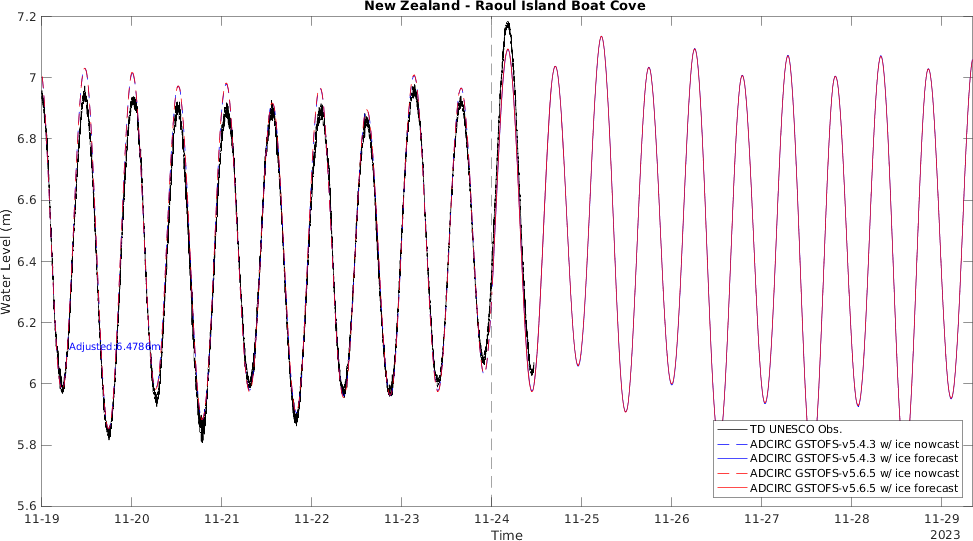 New Zealand - Raoul Island Boat Cove
7.2
7
6.8
6.6
6.4
6.2
6
5.8
5.6
Water Level (m)
Adjusted:6.4786m
TD UNESCO Obs.
ADCIRC GSTOFS-v5.4.3 w/ ice nowcast
ADCIRC GSTOFS-v5.4.3 w/ ice forecast
ADCIRC GSTOFS-v5.6.5 w/ ice nowcast
ADCIRC GSTOFS-v5.6.5 w/ ice forecast
11-19 11-20 11-21 11-22 11-23 11-24 11-25 11-26 11-27 11-28 11-29
Time
2023